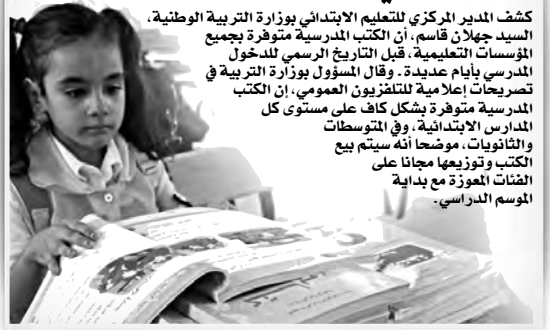 كشف المدير المركزي للتعليم الابتدائي بوزارة التربية الوطنية،
السيد جهلان قاسم، أن الكتب المدرسية متوفرة بجميع
المؤسسات التعليمية، قبل التاريخ الرسمي للدخول
المدرسي بأيام عديدة. وقال المسؤول بوزارة التربية في
تصريحات إعلامية للتلفزيون العمومي، إن الكتب
المدرسية متوفرة بشكل كاف على مستوى كل
المدارس الابتدائية، وفي المتوسطات
والثانويات، موضحا أنه سيتم بيع
الكتب وتوزيعها مجانا على
الفئات المعوزة مع بداية
الموسم الدراسي.